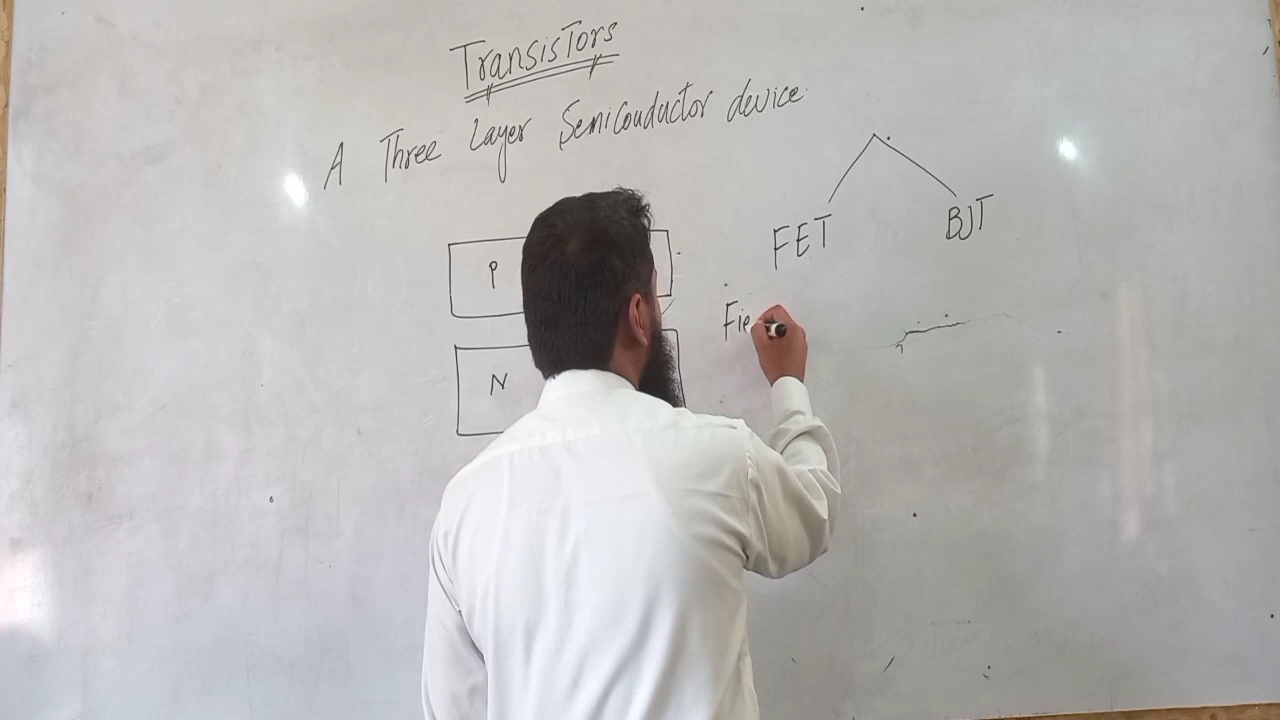 Transistors
A Three Layer Semiconductor device
FET BJT
P
Fie
N